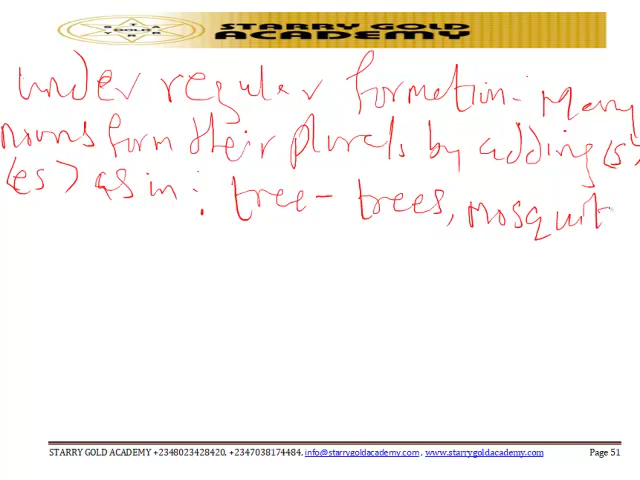 STARRY GOLD
ACADEMY
Under regular formation: Many
nouns form their plurals by adding (s)
(es) as in: tree - trees, mosquit
STARRY GOLD ACADEMY +2348023428420, +2347038174484, info@starrygoldacademy.com, www.starrygoldacademy.com Page 51